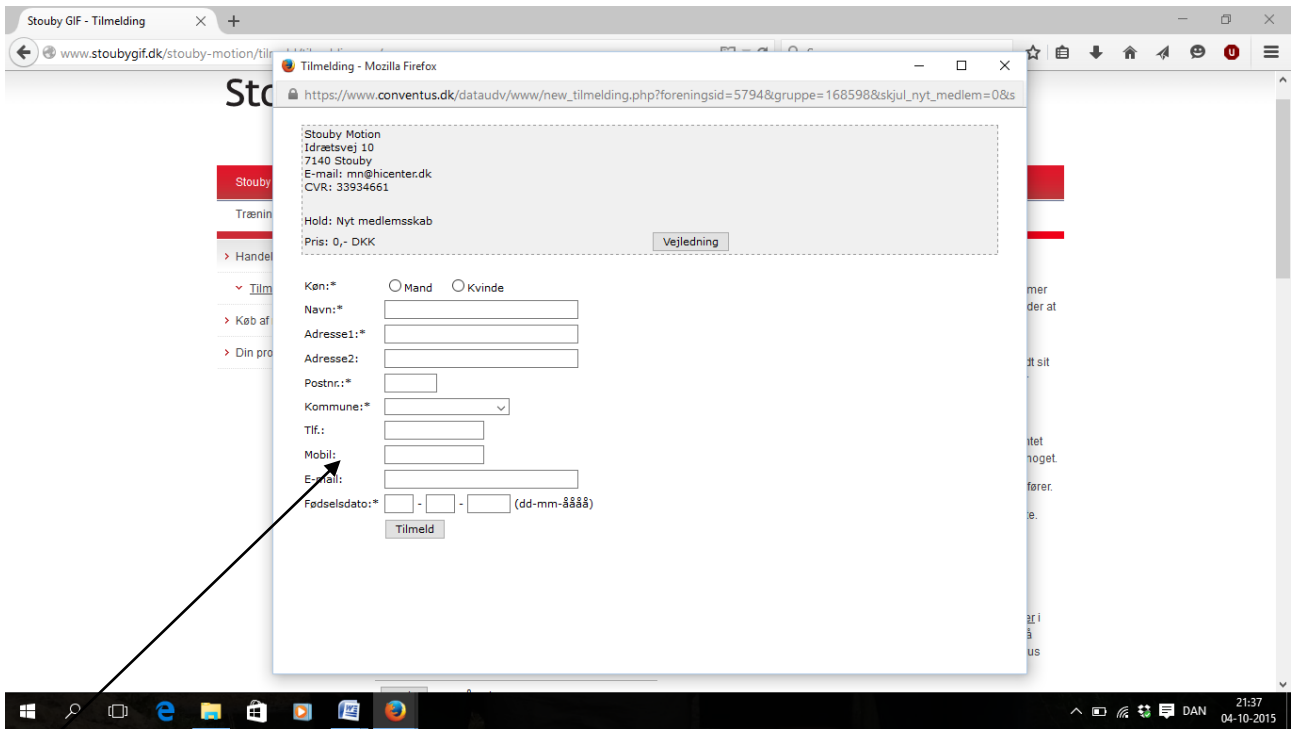 Stouby GIF - Tilmelding
www.stoubygif.dk/stouby-motion/
Tilmelding - Mozilla Firefox
https://www.conventus.dk/dataudv/www/new_tilmelding.php?foreningsid=5794&gruppe=168598&skjul_nyt_medlem=0&s
Stouby Motion
Idrætsvej 10
7140 Stouby
E-mail: mn@hicenter.dk
CVR: 33934661
Hold: Nyt medlemsskab
Pris: 0,- DKK
Vejledning
Køn:* Mand Kvinde
Navn:*
Adresse1:*
Adresse2:
Postnr.:*
Kommune:*
Tlf.:
Mobil:
E-mail:
Fødselsdato:* - - (dd-mm-åååå)
Tilmeld
Stouby
Trænin
Handel
Tilm
Køb af
Din pro
mer
der at
dt sit
ntet
noget.
fører.
te.
er i
å
us
DAN
21:37
04-10-2015